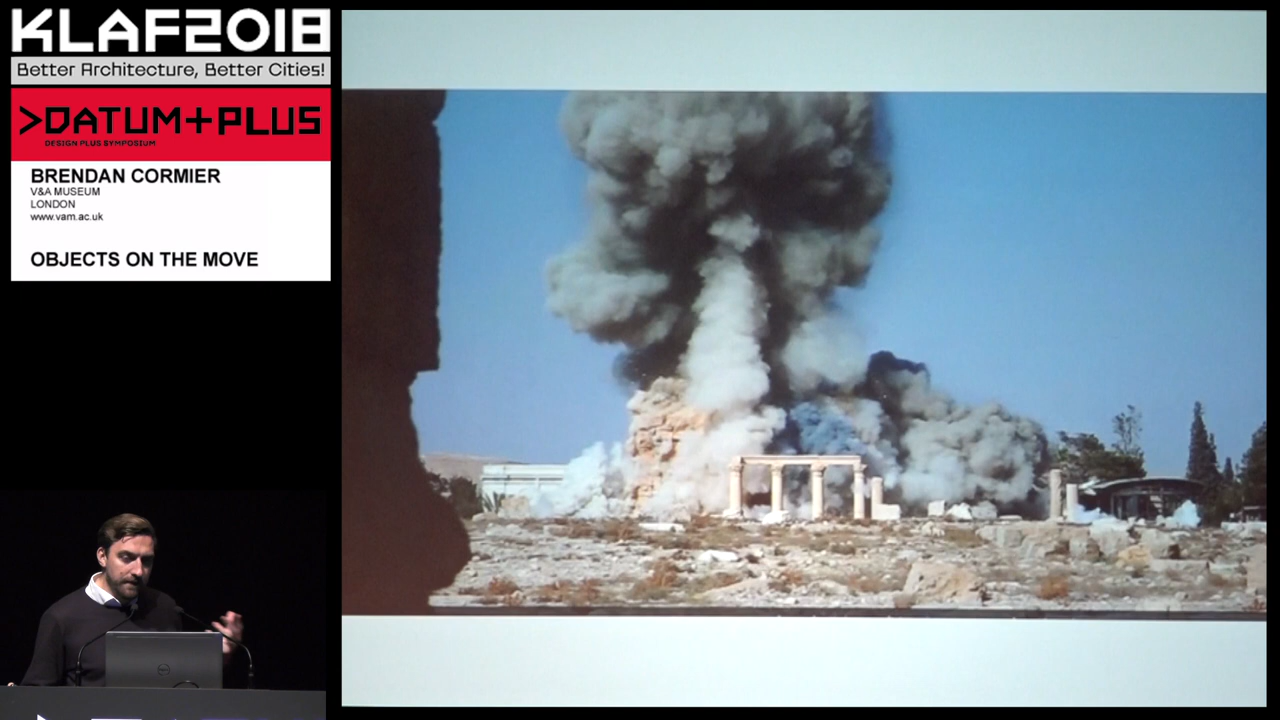 KLAF2018
Better Architecture, Better Cities!
>DATUM+PLUS
DESIGN PLUS SYMPOSIUM
BRENDAN CORMIER
V&A MUSEUM
LONDON
www.vam.ac.uk
OBJECTS ON THE MOVE